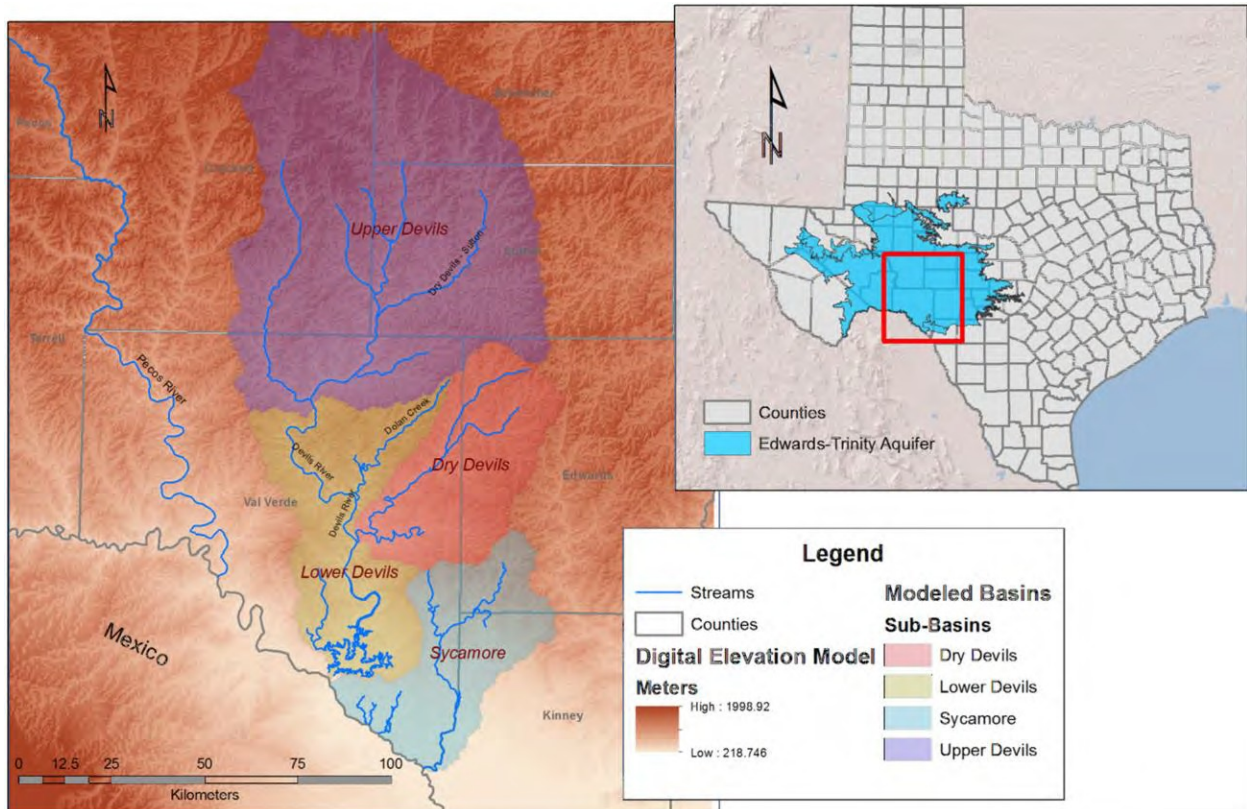 N
Pecos
Schleicher
Crockett
Upper Devils
Dry Devils - Sutton
Sutton
Terrell
Pecos River
Dolan Creek
Devils River
Dry Devils
Edwards
Val Verde
Devils River
Lower Devils
Mexico
Sycamore
Kinney
0 12.5 25 50 75 100
Kilometers
N
Counties
Edwards-Trinity Aquifer
Legend
Streams
Counties
Digital Elevation Model
Meters
High : 1998.92
Low : 218.746
Modeled Basins
Sub-Basins
Dry Devils
Lower Devils
Sycamore
Upper Devils